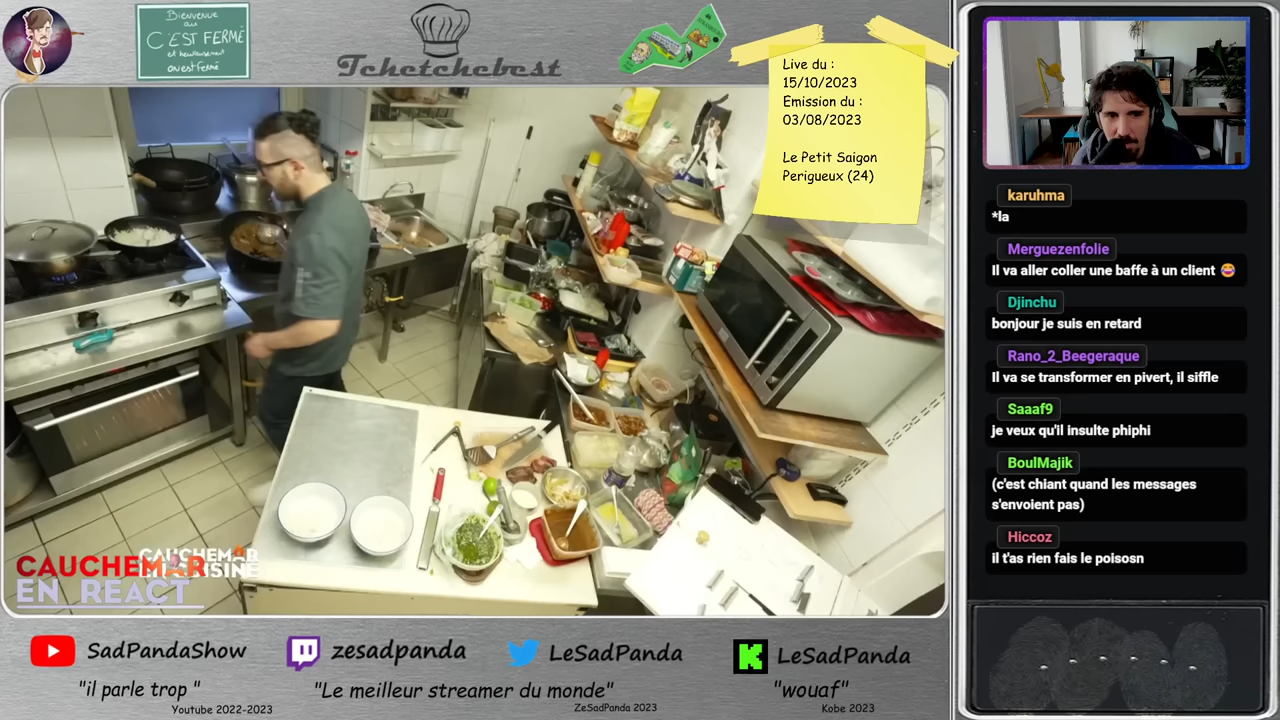 Bienvenue
au
C'EST FERMÉ
et heureusement
on est fermé
Tchetchebest
Live du :
15/10/2023
Emission du :
03/08/2023
Le Petit Saigon
Perigueux (24)
CAUCHEMAR
EN REACT
CAUCHEMAR
EN CUISINE
karuhma
*la
Merguezenfolie
Il va aller coller une baffe à un client 😂
Djinchu
bonjour je suis en retard
Rano_2_Beegeraque
Il va se transformer en pivert, il siffle
Saaaf9
je veux qu'il insulte phiphi
BoulMajik
(c'est chiant quand les messages
s'envoient pas)
Hiccoz
il t'as rien fais le poisosn
SadPandaShow
zesadpanda
LeSadPanda
LeSadPanda
"il parle trop "
Youtube 2022-2023
"Le meilleur streamer du monde"
ZeSadPanda 2023
"wouaf"
Kobe 2023